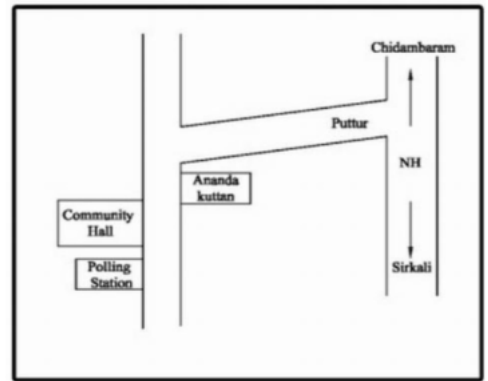 Chidambaram
Puttur
NH
Ananda
kuttan
Community
Hall
Polling
Station
Sirkali